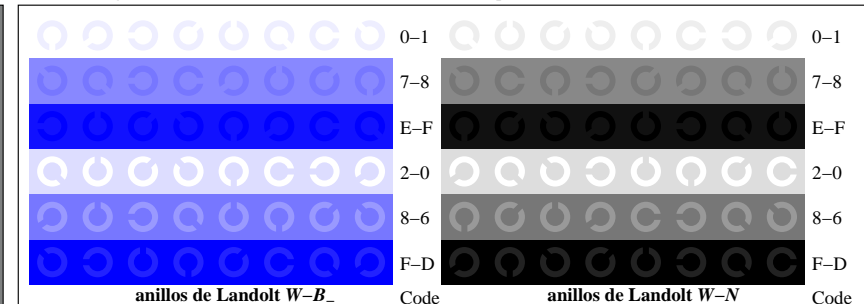 0–1 0–1
7–8 7–8
E–F E–F
2–0 2–0
8–6 8–6
F–D F–D
anillos de Landolt W–B_ Code anillos de Landolt W–N Code